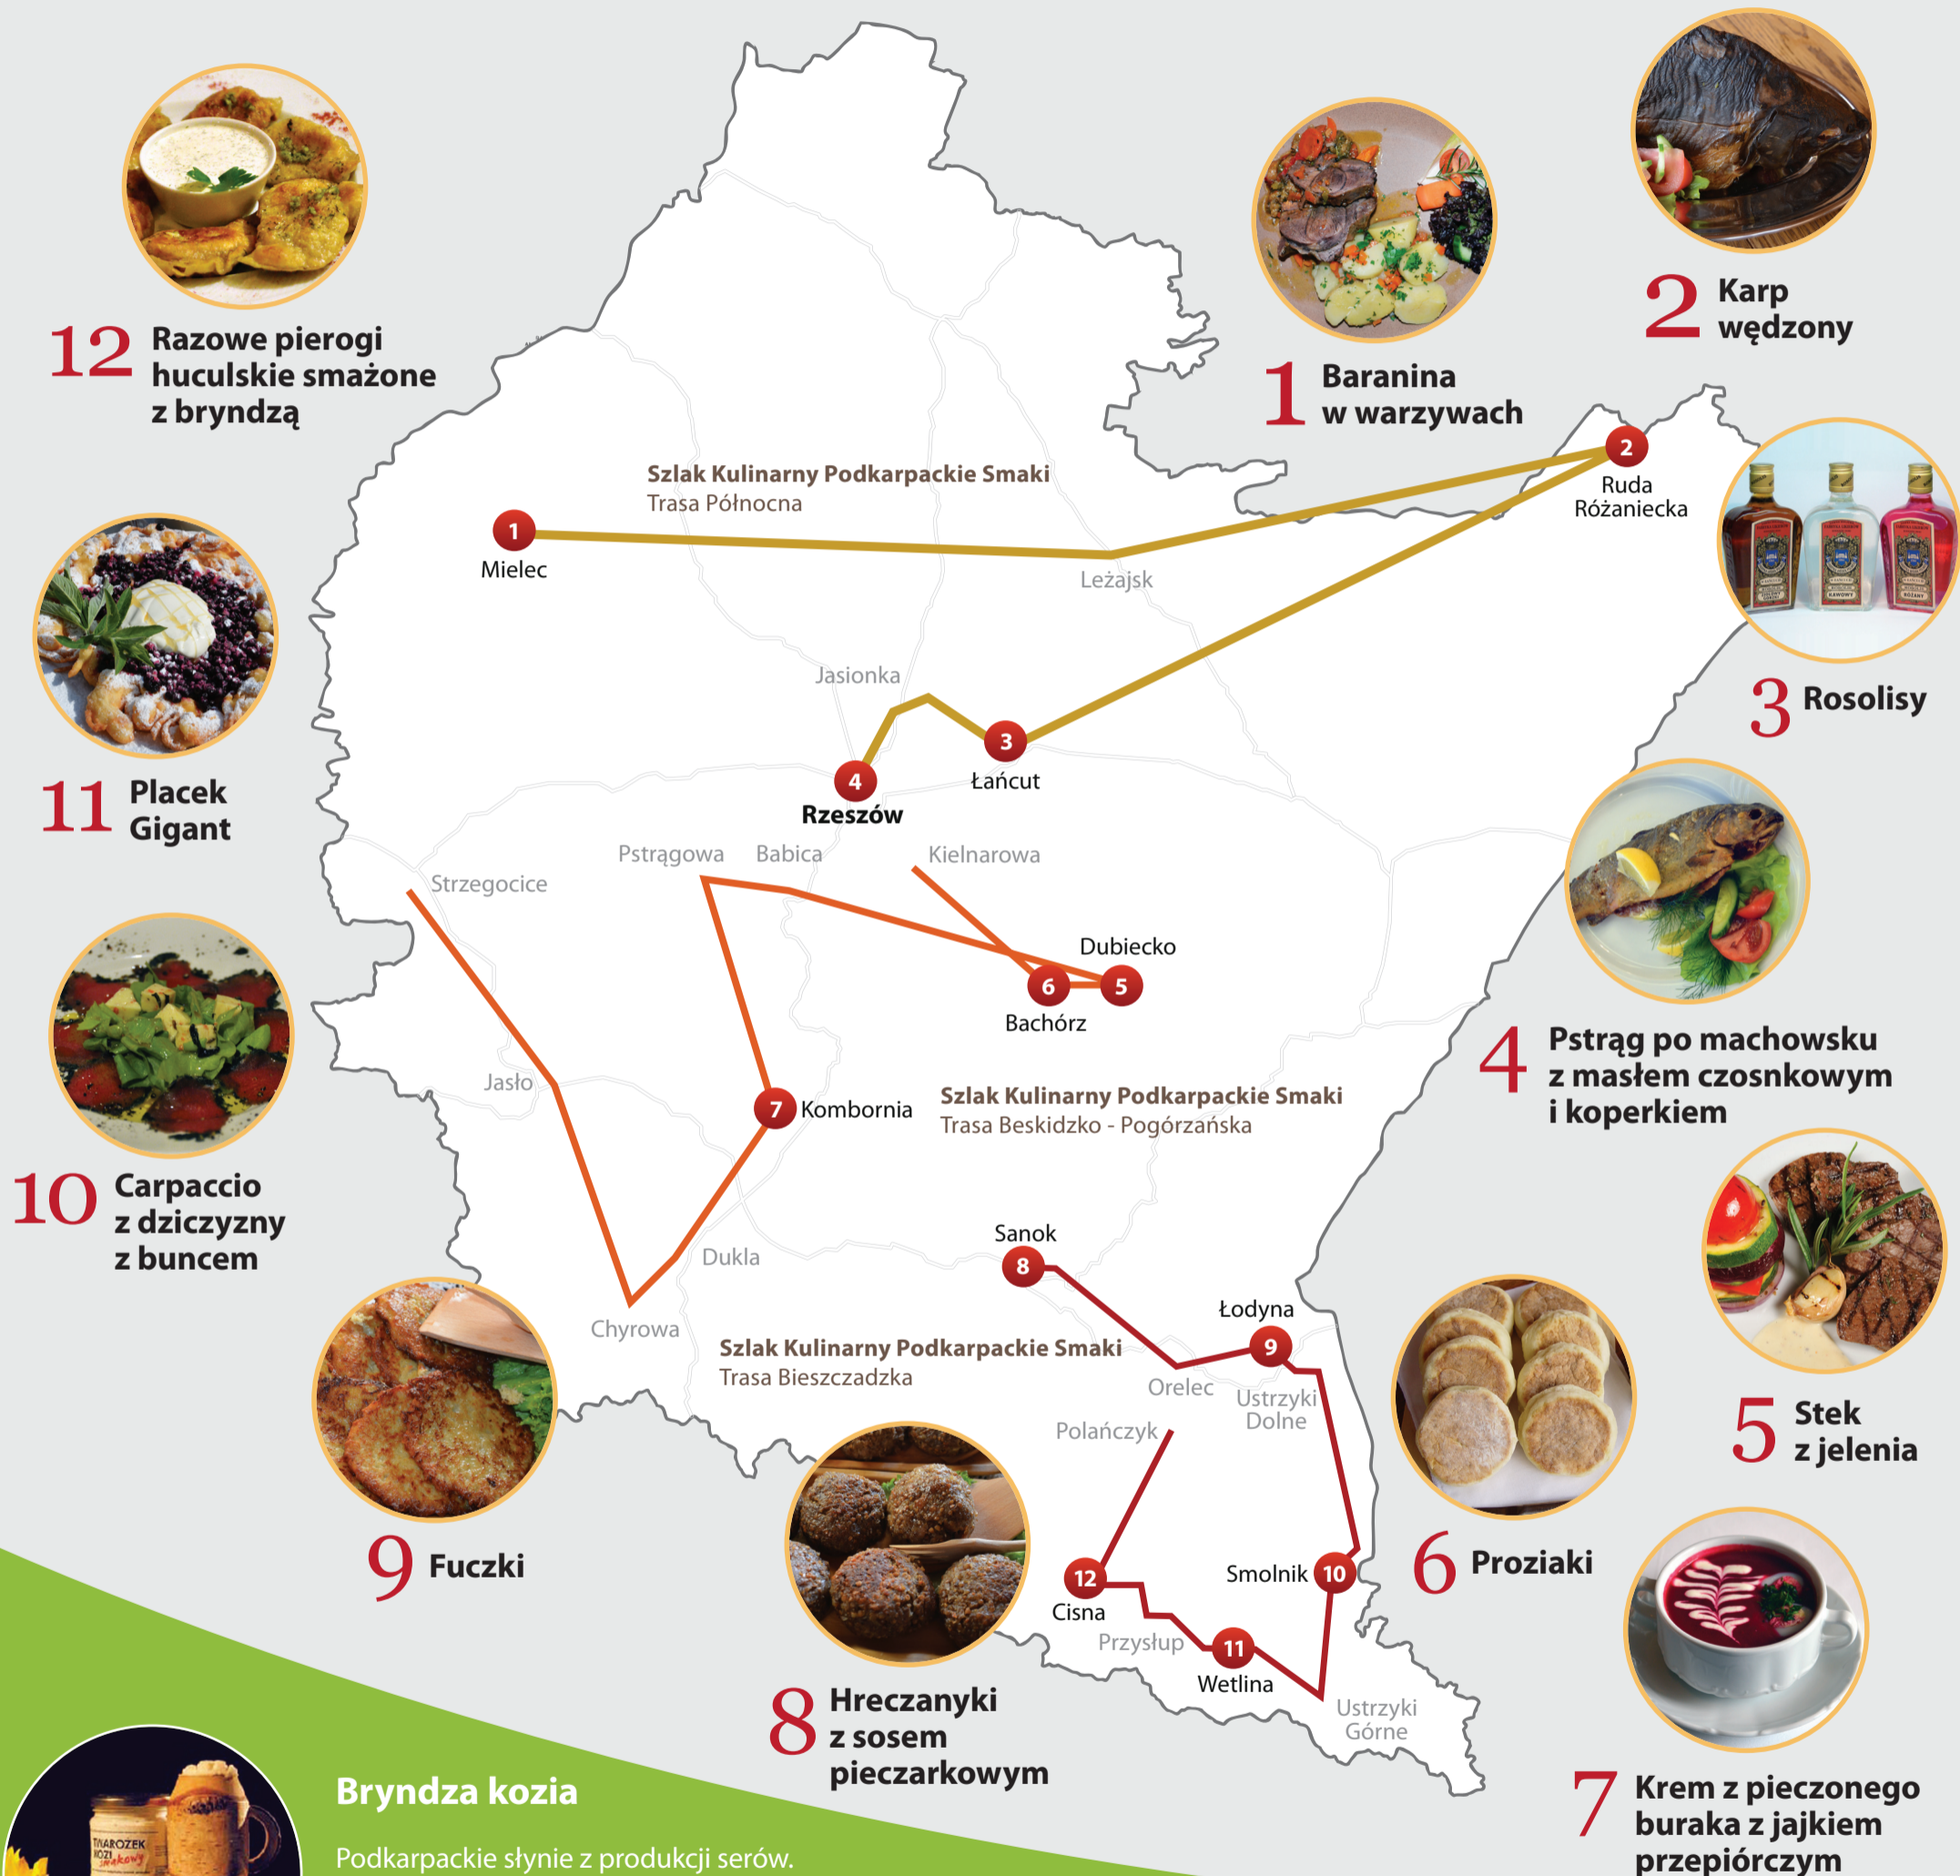 12 Razowe pierogi
huculskie smażone
z bryndzą
1 Baranina
w warzywach
2 Karp
wędzony
3 Rosolisy
11 Placek
Gigant
4 Pstrąg po machowsku
z masłem czosnkowym
i koperkiem
10 Carpaccio
z dziczyzny
z buncem
5 Stek
z jelenia
9 Fuczki
6 Proziaki
8 Hreczanyki
z sosem
pieczarkowym
7 Krem z pieczonego
buraka z jajkiem
przepiórczym
Szlak Kulinarny Podkarpackie Smaki
Trasa Północna
1
Mielec
2
Ruda
Różaniecka
Leżajsk
Jasionka
3
Łańcut
4
Rzeszów
Pstrągowa
Babica
Kielnarowa
Strzegocice
Dubiecko
6
5
Bachórz
Jasło
7 Kombornia
Szlak Kulinarny Podkarpackie Smaki
Trasa Beskidzko - Pogórzańska
Dukla
Chyrowa
Sanok
8
Łodyna
9
Szlak Kulinarny Podkarpackie Smaki
Trasa Bieszczadzka
Orelec
Ustrzyki
Dolne
Polańczyk
Smolnik 10
12
Cisna
Przysłup
11
Wetlina
Ustrzyki
Górne
KAWOWY
RÓŻANY
TWAROŻEK
KOZI
smakowy
Bryndza kozia
Podkarpackie słynie z produkcji serów.